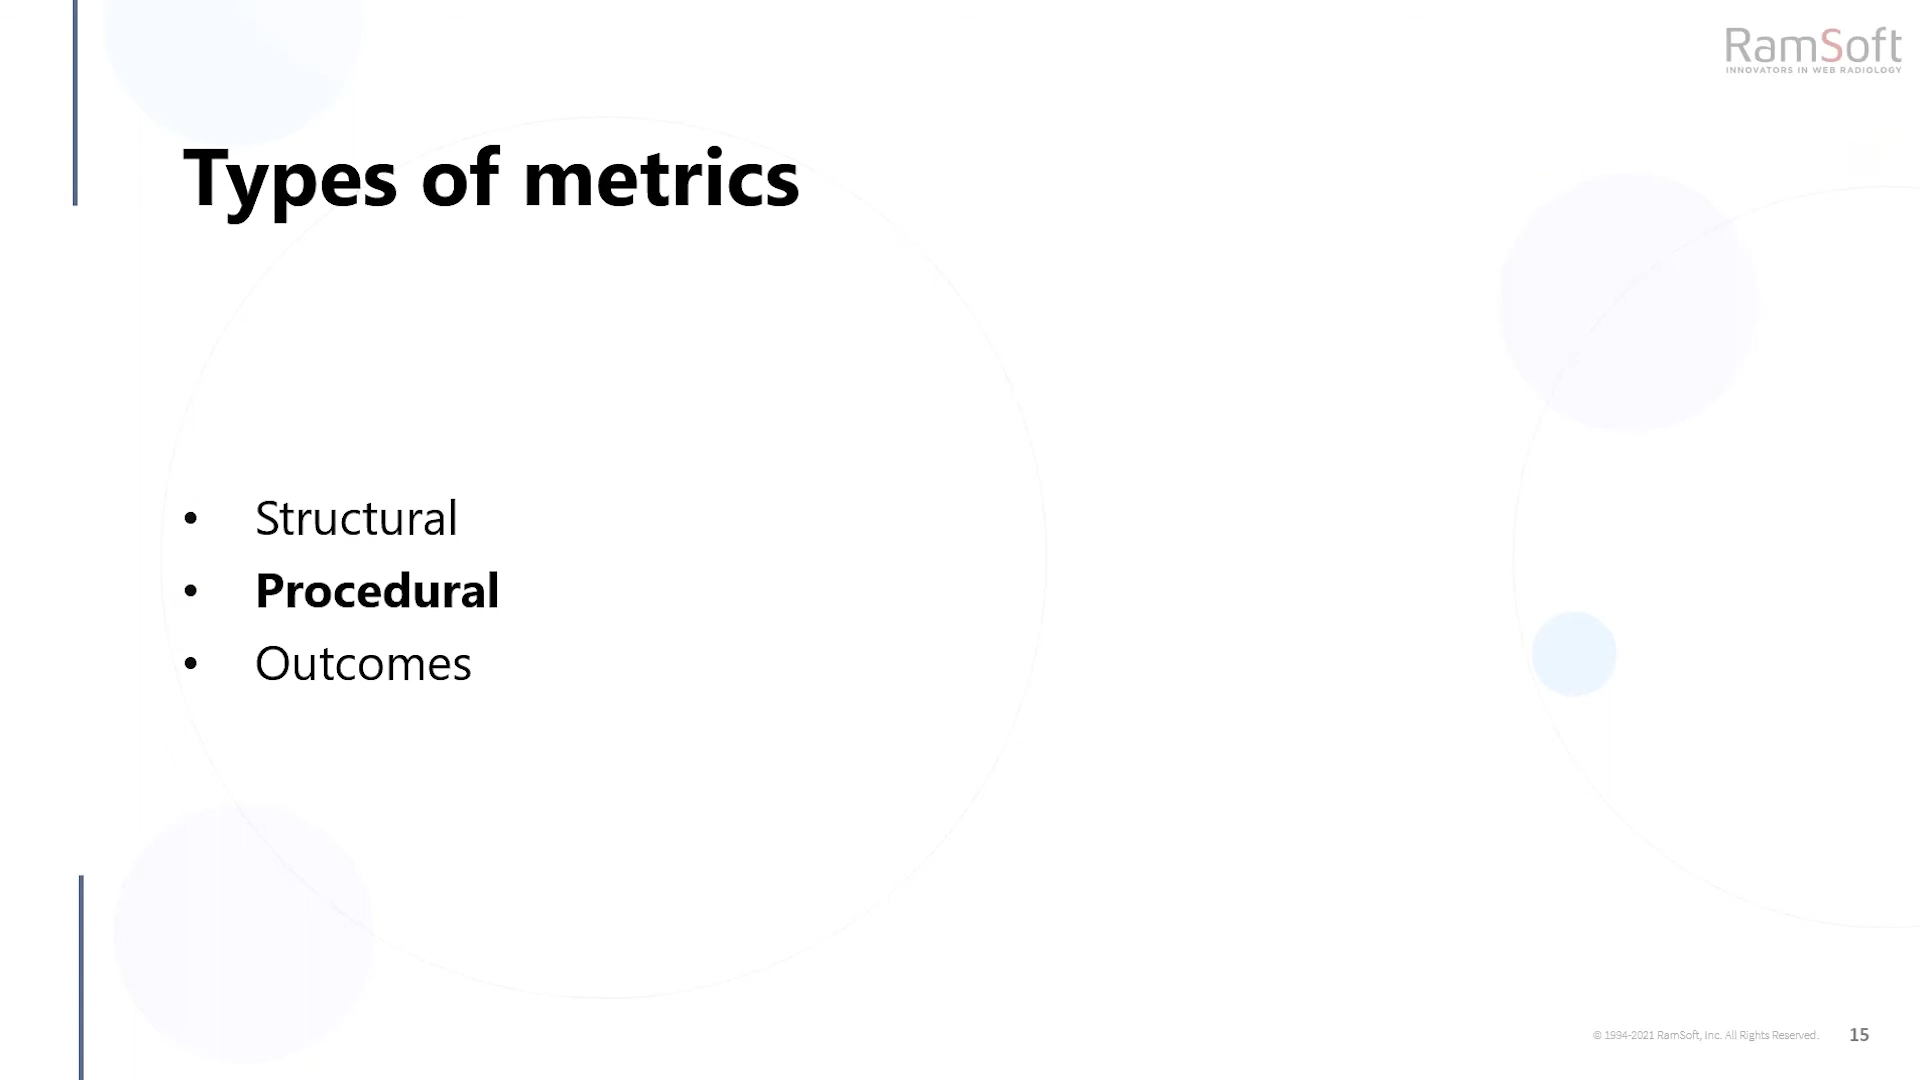 RamSoft
INNOVATORS IN WEB RADIOLOGY
Types of metrics
• Structural
• Procedural
• Outcomes
© 1994-2021 RamSoft, Inc. All Rights Reserved.
15